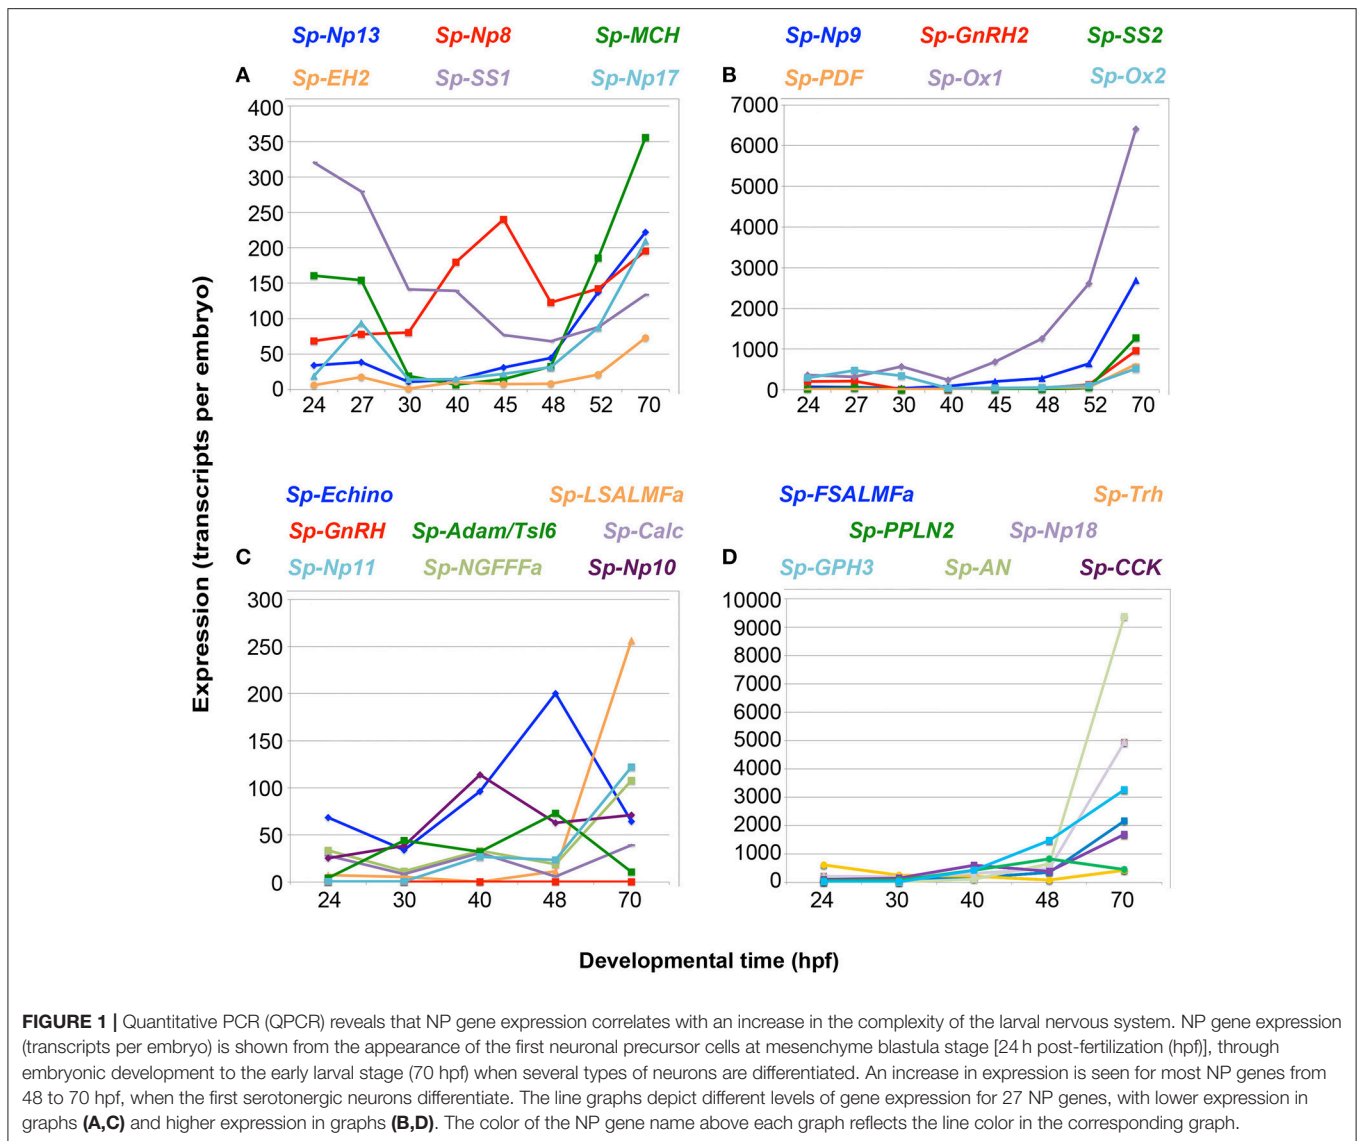 Sp-Np13 Sp-Np8 Sp-MCH
A Sp-EH2 Sp-SS1 Sp-Np17
400
350
300
250
200
150
100
50
0
24 27 30 40 45 48 52 70
Sp-Np9 Sp-GnRH2 Sp-SS2
B Sp-PDF Sp-Ox1 Sp-Ox2
7000
6000
5000
4000
3000
2000
1000
0
24 27 30 40 45 48 52 70
Expression (transcripts per embryo)
Sp-Echino Sp-LSALMFa
Sp-GnRH Sp-Adam/Tsl6 Sp-Calc
C Sp-Np11 Sp-NGFFFa Sp-Np10
300
250
200
150
100
50
0
24 30 40 48 70
Sp-FSALMFa Sp-Trh
Sp-PPLN2 Sp-Np18
D Sp-GPH3 Sp-AN Sp-CCK
10000
9000
8000
7000
6000
5000
4000
3000
2000
1000
0
24 30 40 48 70
Developmental time (hpf)
FIGURE 1 | Quantitative PCR (QPCR) reveals that NP gene expression correlates with an increase in the complexity of the larval nervous system. NP gene expression
(transcripts per embryo) is shown from the appearance of the first neuronal precursor cells at mesenchyme blastula stage [24 h post-fertilization (hpf)], through
embryonic development to the early larval stage (70 hpf) when several types of neurons are differentiated. An increase in expression is seen for most NP genes from
48 to 70 hpf, when the first serotonergic neurons differentiate. The line graphs depict different levels of gene expression for 27 NP genes, with lower expression in
graphs (A,C) and higher expression in graphs (B,D). The color of the NP gene name above each graph reflects the line color in the corresponding graph.